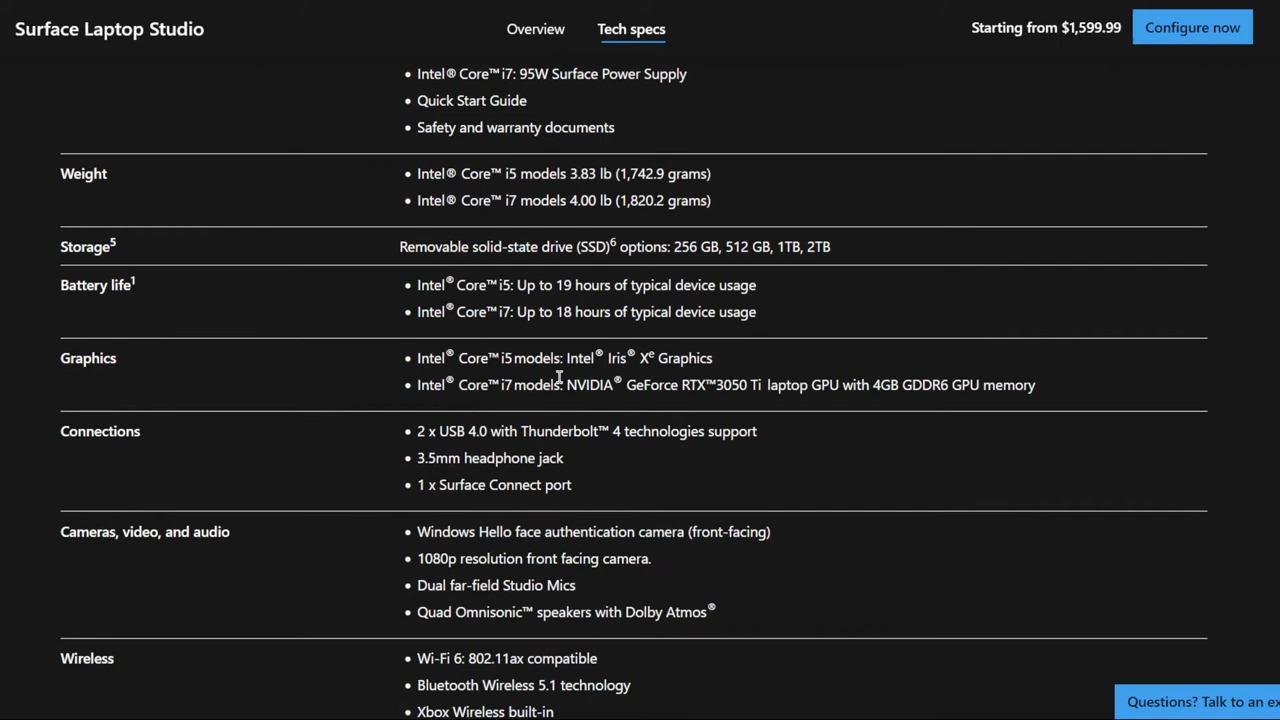 Surface Laptop Studio
Overview
Tech specs
Starting from $1,599.99
Configure now
• Intel® Core™ i7: 95W Surface Power Supply
• Quick Start Guide
• Safety and warranty documents
Weight
• Intel® Core™ i5 models 3.83 lb (1,742.9 grams)
• Intel® Core™ i7 models 4.00 lb (1,820.2 grams)
Storage⁵
Removable solid-state drive (SSD)⁶ options: 256 GB, 512 GB, 1TB, 2TB
Battery life¹
• Intel® Core™ i5: Up to 19 hours of typical device usage
• Intel® Core™ i7: Up to 18 hours of typical device usage
Graphics
• Intel® Core™ i5 models: Intel® Iris® Xᵉ Graphics
• Intel® Core™ i7 models: NVIDIA® GeForce RTX™3050 Ti laptop GPU with 4GB GDDR6 GPU memory
Connections
• 2 x USB 4.0 with Thunderbolt™ 4 technologies support
• 3.5mm headphone jack
• 1 x Surface Connect port
Cameras, video, and audio
• Windows Hello face authentication camera (front-facing)
• 1080p resolution front facing camera.
• Dual far-field Studio Mics
• Quad Omnisonic™ speakers with Dolby Atmos®
Wireless
• Wi-Fi 6: 802.11ax compatible
• Bluetooth Wireless 5.1 technology
• Xbox Wireless built-in
Questions? Talk to an ex